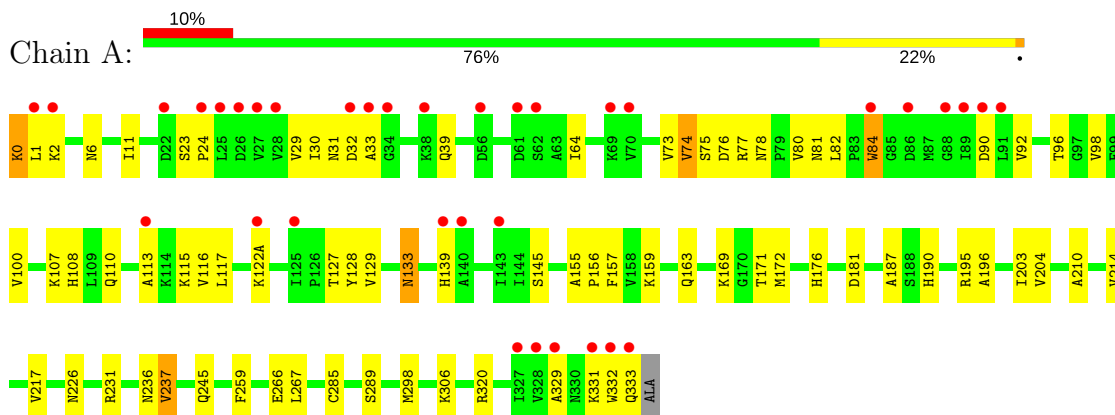 10%
Chain A:
76% 22% •
K0 L1 K2 N6 I11 D22 S23 P24 L25 D26 V27 V28 V29 I30 N31 D32 A33 G34 K38 Q39 D56 D61 S62 A63 I64 K69 V70 V73 V74 S75 D76 R77 N78 P79 V80 N81 L82 P83 W84 G85 D86 M87 G88 I89 D90 L91 V92 T96 G97 V98
V100 K107 H108 L109 Q110 A113 K114 K115 V116 L117 K122A I125 P126 T127 Y128 V129 N133 H139 A140 I143 I144 S145 A155 P156 F157 V158 K159 Q163 K169 G170 T171 M172 H176 D181 A187 S188 H190 R195 A196 I203 V204 A210
V217 N226 R231 N236 V237 Q245 F259 E266 L267 C285 S289 M298 K306 R320 I327 V328 A329 N330 K331 W332 Q333 ALA